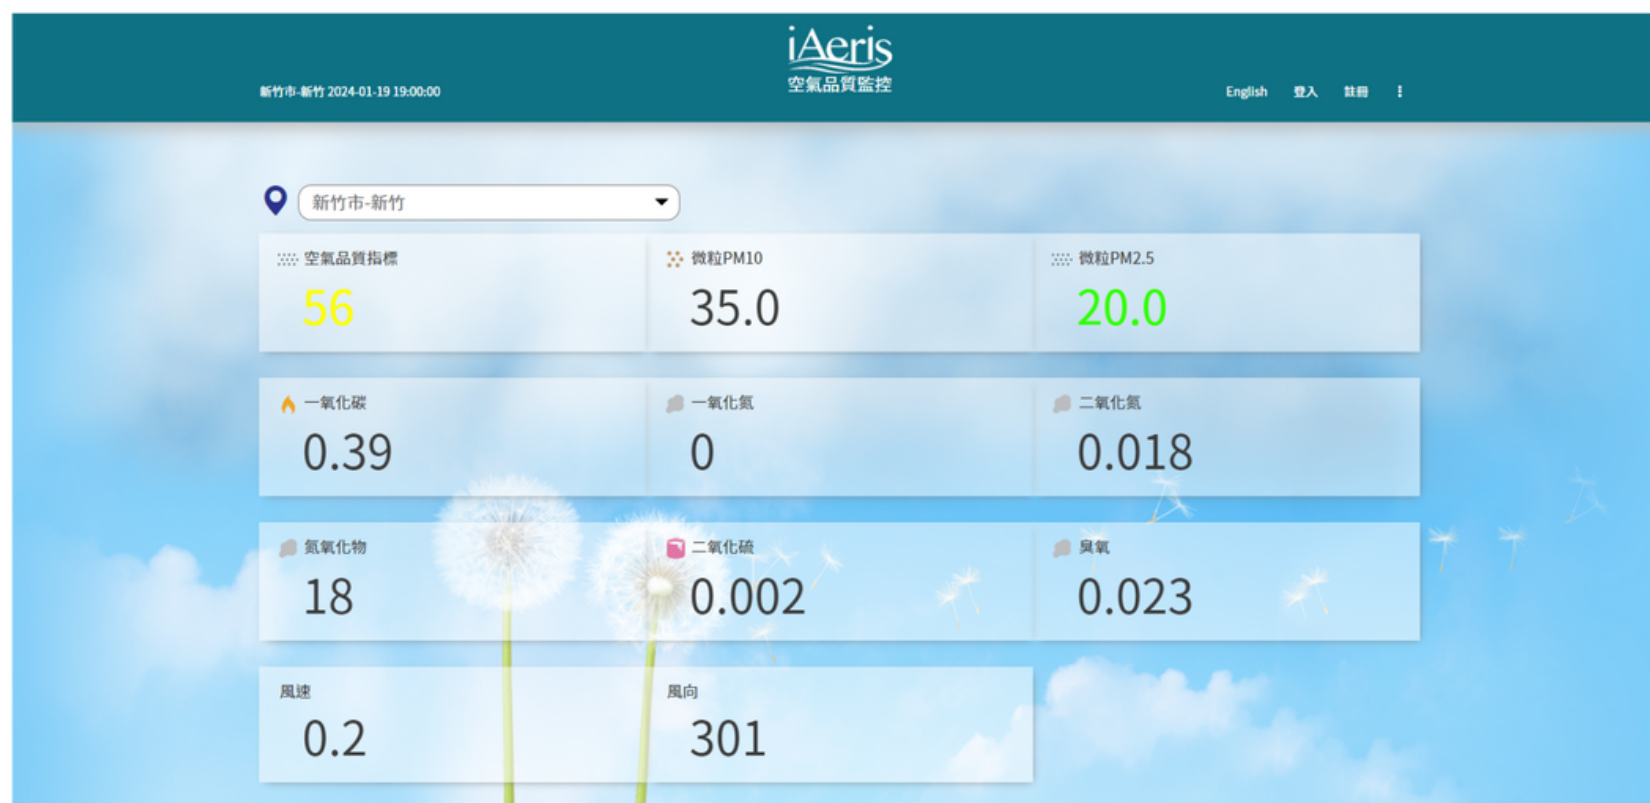 iAeris
空氣品質監控
新竹市-新竹 2024-01-19 19:00:00
English 登入 註冊
新竹市-新竹
空氣品質指標 微粒PM10 微粒PM2.5
56 35.0 20.0
一氧化碳 一氧化氮 二氧化氮
0.39 0 0.018
氮氧化物 二氧化硫 臭氧
18 0.002 0.023
風速 風向
0.2 301